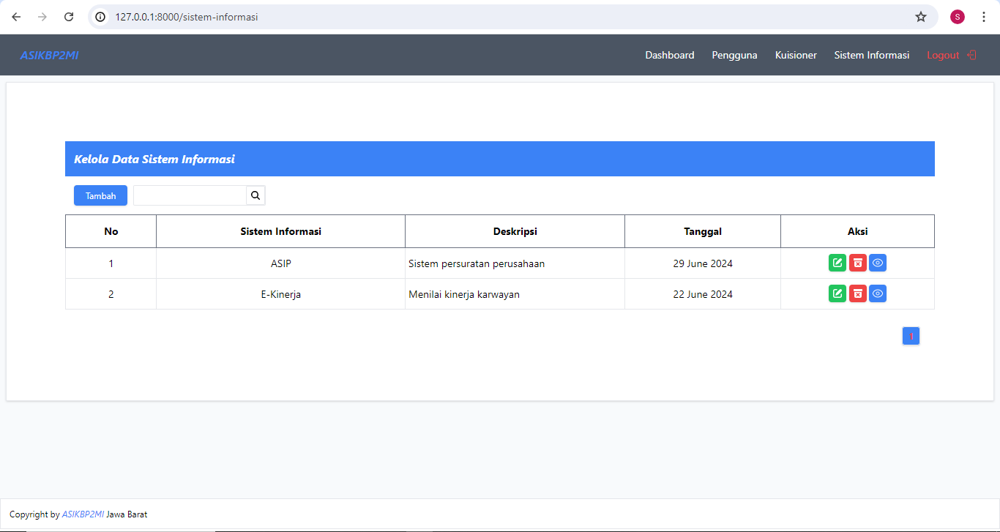 127.0.0.1:8000/sistem-informasi
S
ASIKBP2MI
Dashboard Pengguna Kuisioner Sistem Informasi Logout
Kelola Data Sistem Informasi
Tambah
No Sistem Informasi Deskripsi Tanggal Aksi
1 ASIP Sistem persuratan perusahaan 29 June 2024
2 E-Kinerja Menilai kinerja karwayan 22 June 2024
1
Copyright by ASIKBP2MI Jawa Barat